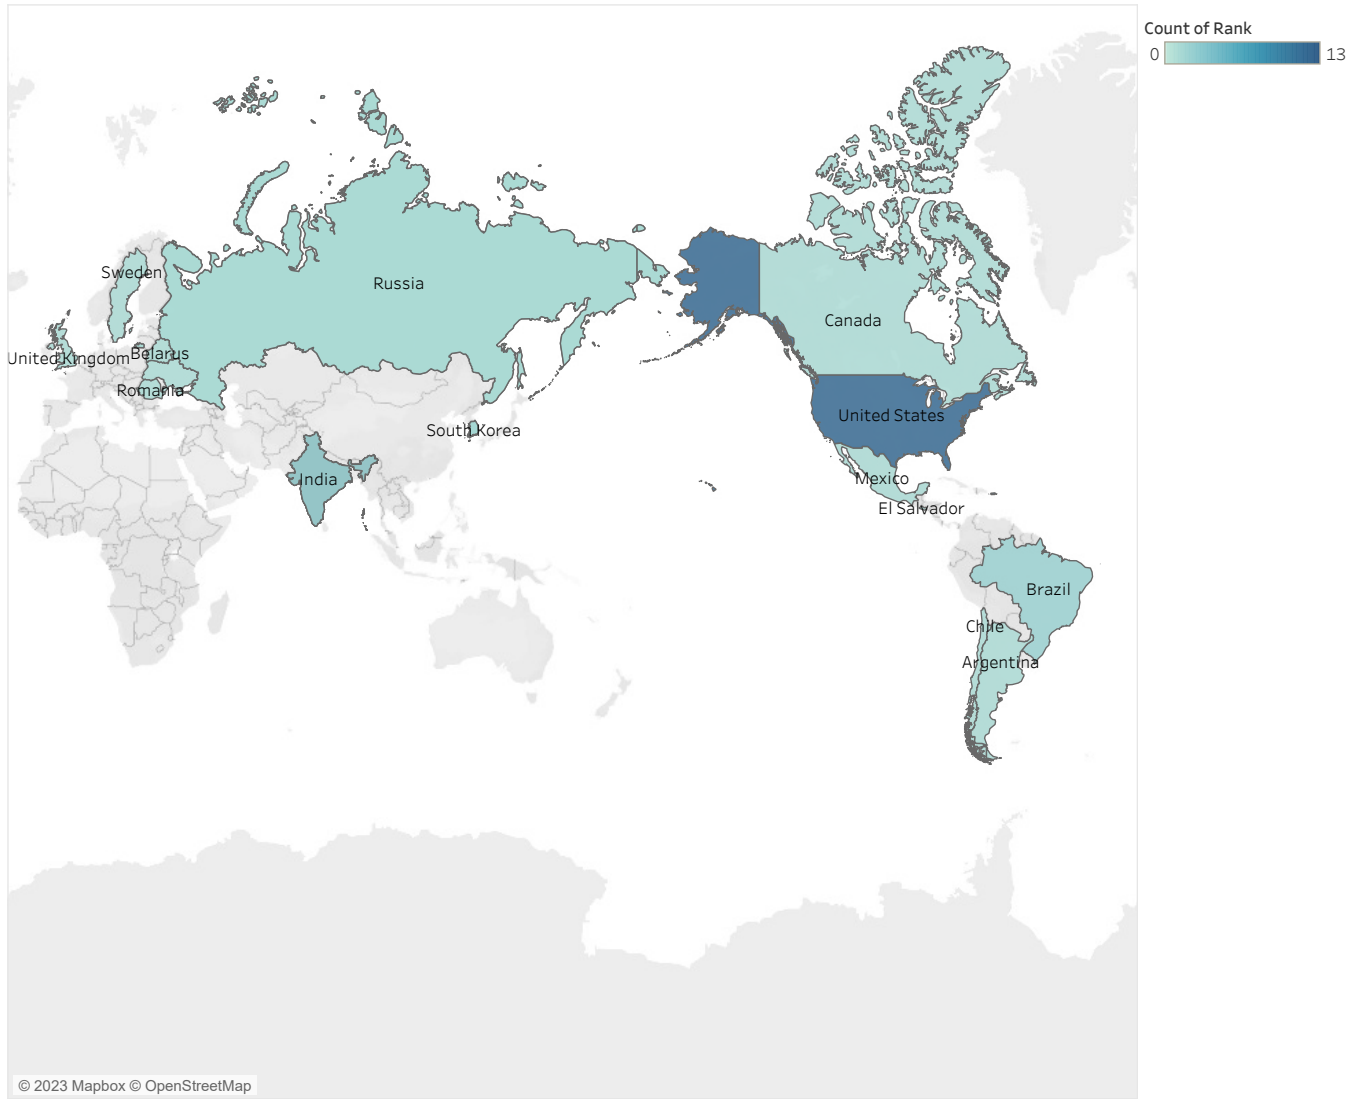 Count of Rank
0 13
Sweden
Russia
Canada
United Kingdom
Belarus
Romania
United States
South Korea
India
Mexico
El Salvador
Brazil
Chile
Argentina
© 2023 Mapbox © OpenStreetMap